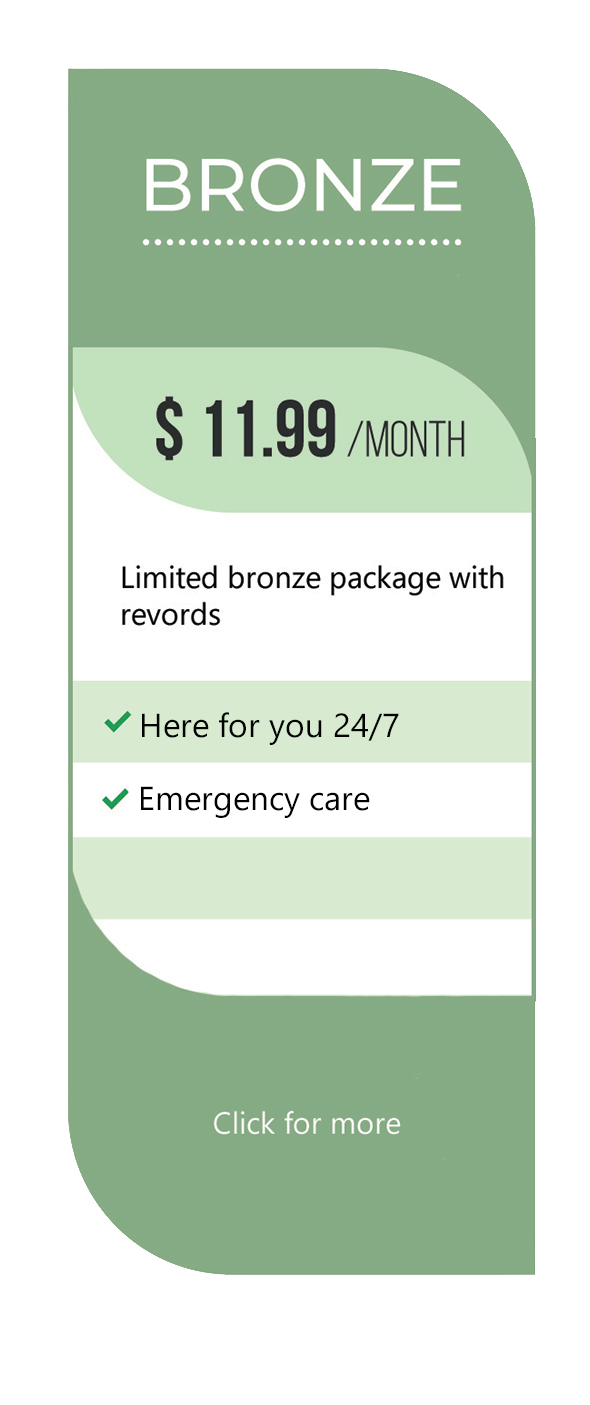 BRONZE
$ 11.99 /MONTH
Limited bronze package with
revords
Here for you 24/7
Emergency care
Click for more